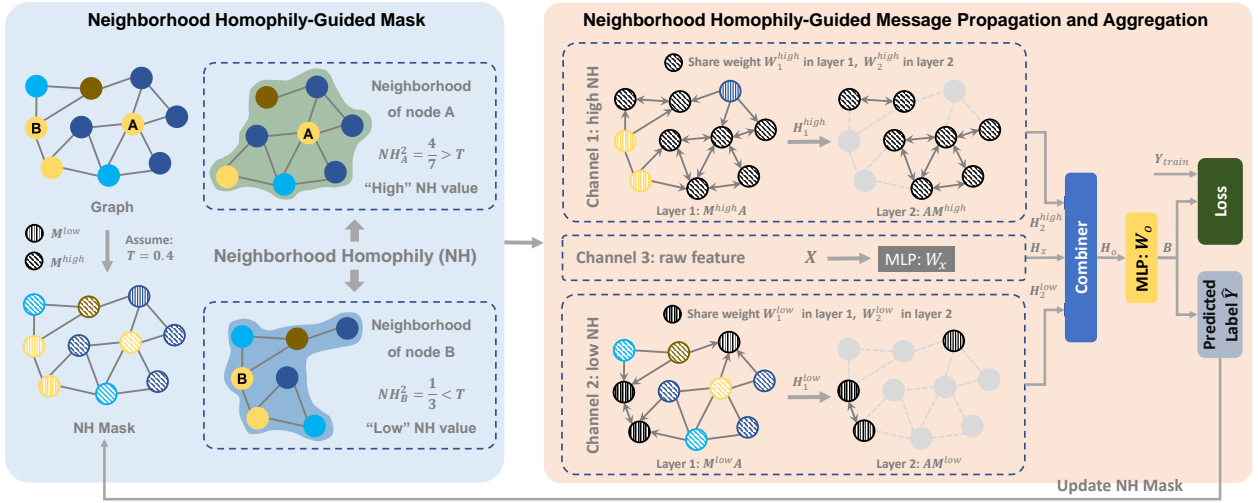 Neighborhood Homophily-Guided Mask
B
A
Graph
M^{low}
M^{high}
Assume:
T = 0.4
NH Mask
A
Neighborhood
of node A
NH_A^2 = 4/7 > T
“High” NH value
Neighborhood Homophily (NH)
B
Neighborhood
of node B
NH_B^2 = 1/3 < T
“Low” NH value
Neighborhood Homophily-Guided Message Propagation and Aggregation
Channel 1: high NH
Share weight W_1^{high} in layer 1, W_2^{high} in layer 2
H_1^{high}
Layer 1: M^{high}A
Layer 2: AM^{high}
Channel 3: raw feature
X
MLP: W_x
Channel 2: low NH
Share weight W_1^{low} in layer 1, W_2^{low} in layer 2
H_1^{low}
Layer 1: M^{low}A
Layer 2: AM^{low}
H_2^{high}
H_x
H_2^{low}
Combiner
H_o
MLP: W_o
B
Y_{train}
Loss
Predicted
Label Ŷ
Update NH Mask